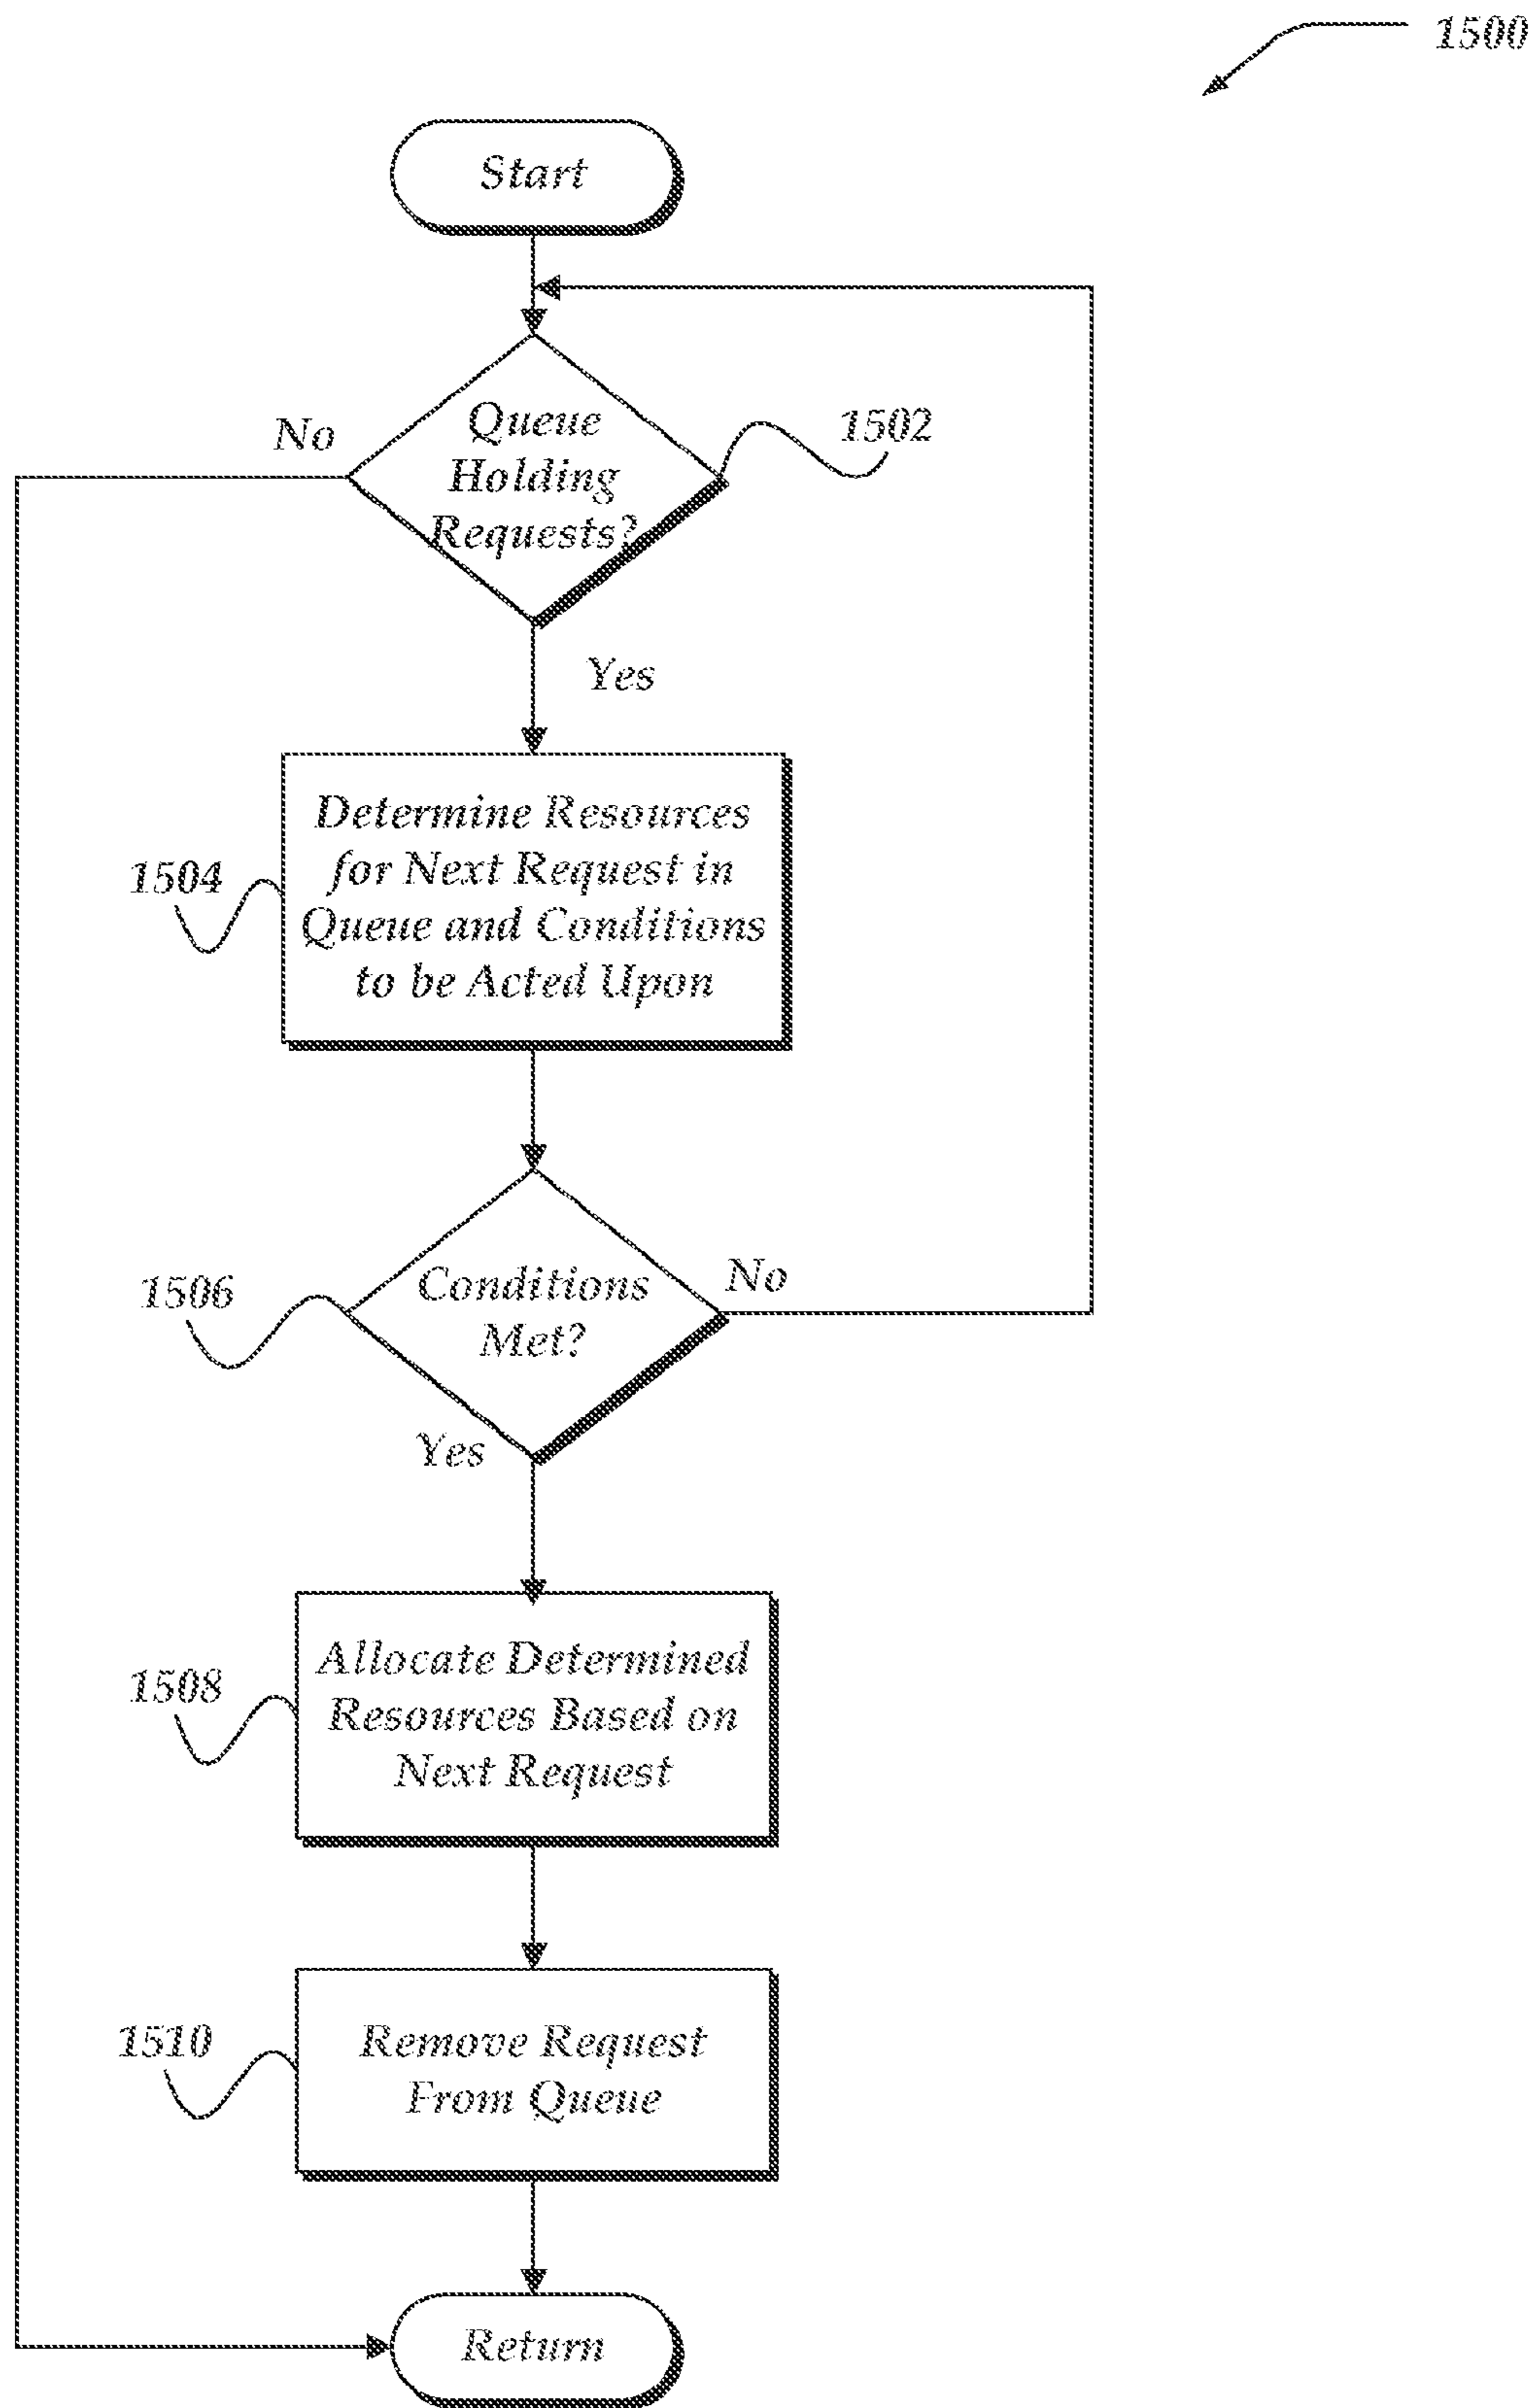 1500
Start
No
Queue
Holding
Requests?
1502
Yes
Determine Resources
for Next Request in
Queue and Conditions
to be Acted Upon
1504
Conditions
Met?
No
1506
Yes
Allocate Determined
Resources Based on
Next Request
1508
Remove Request
From Queue
1510
Return